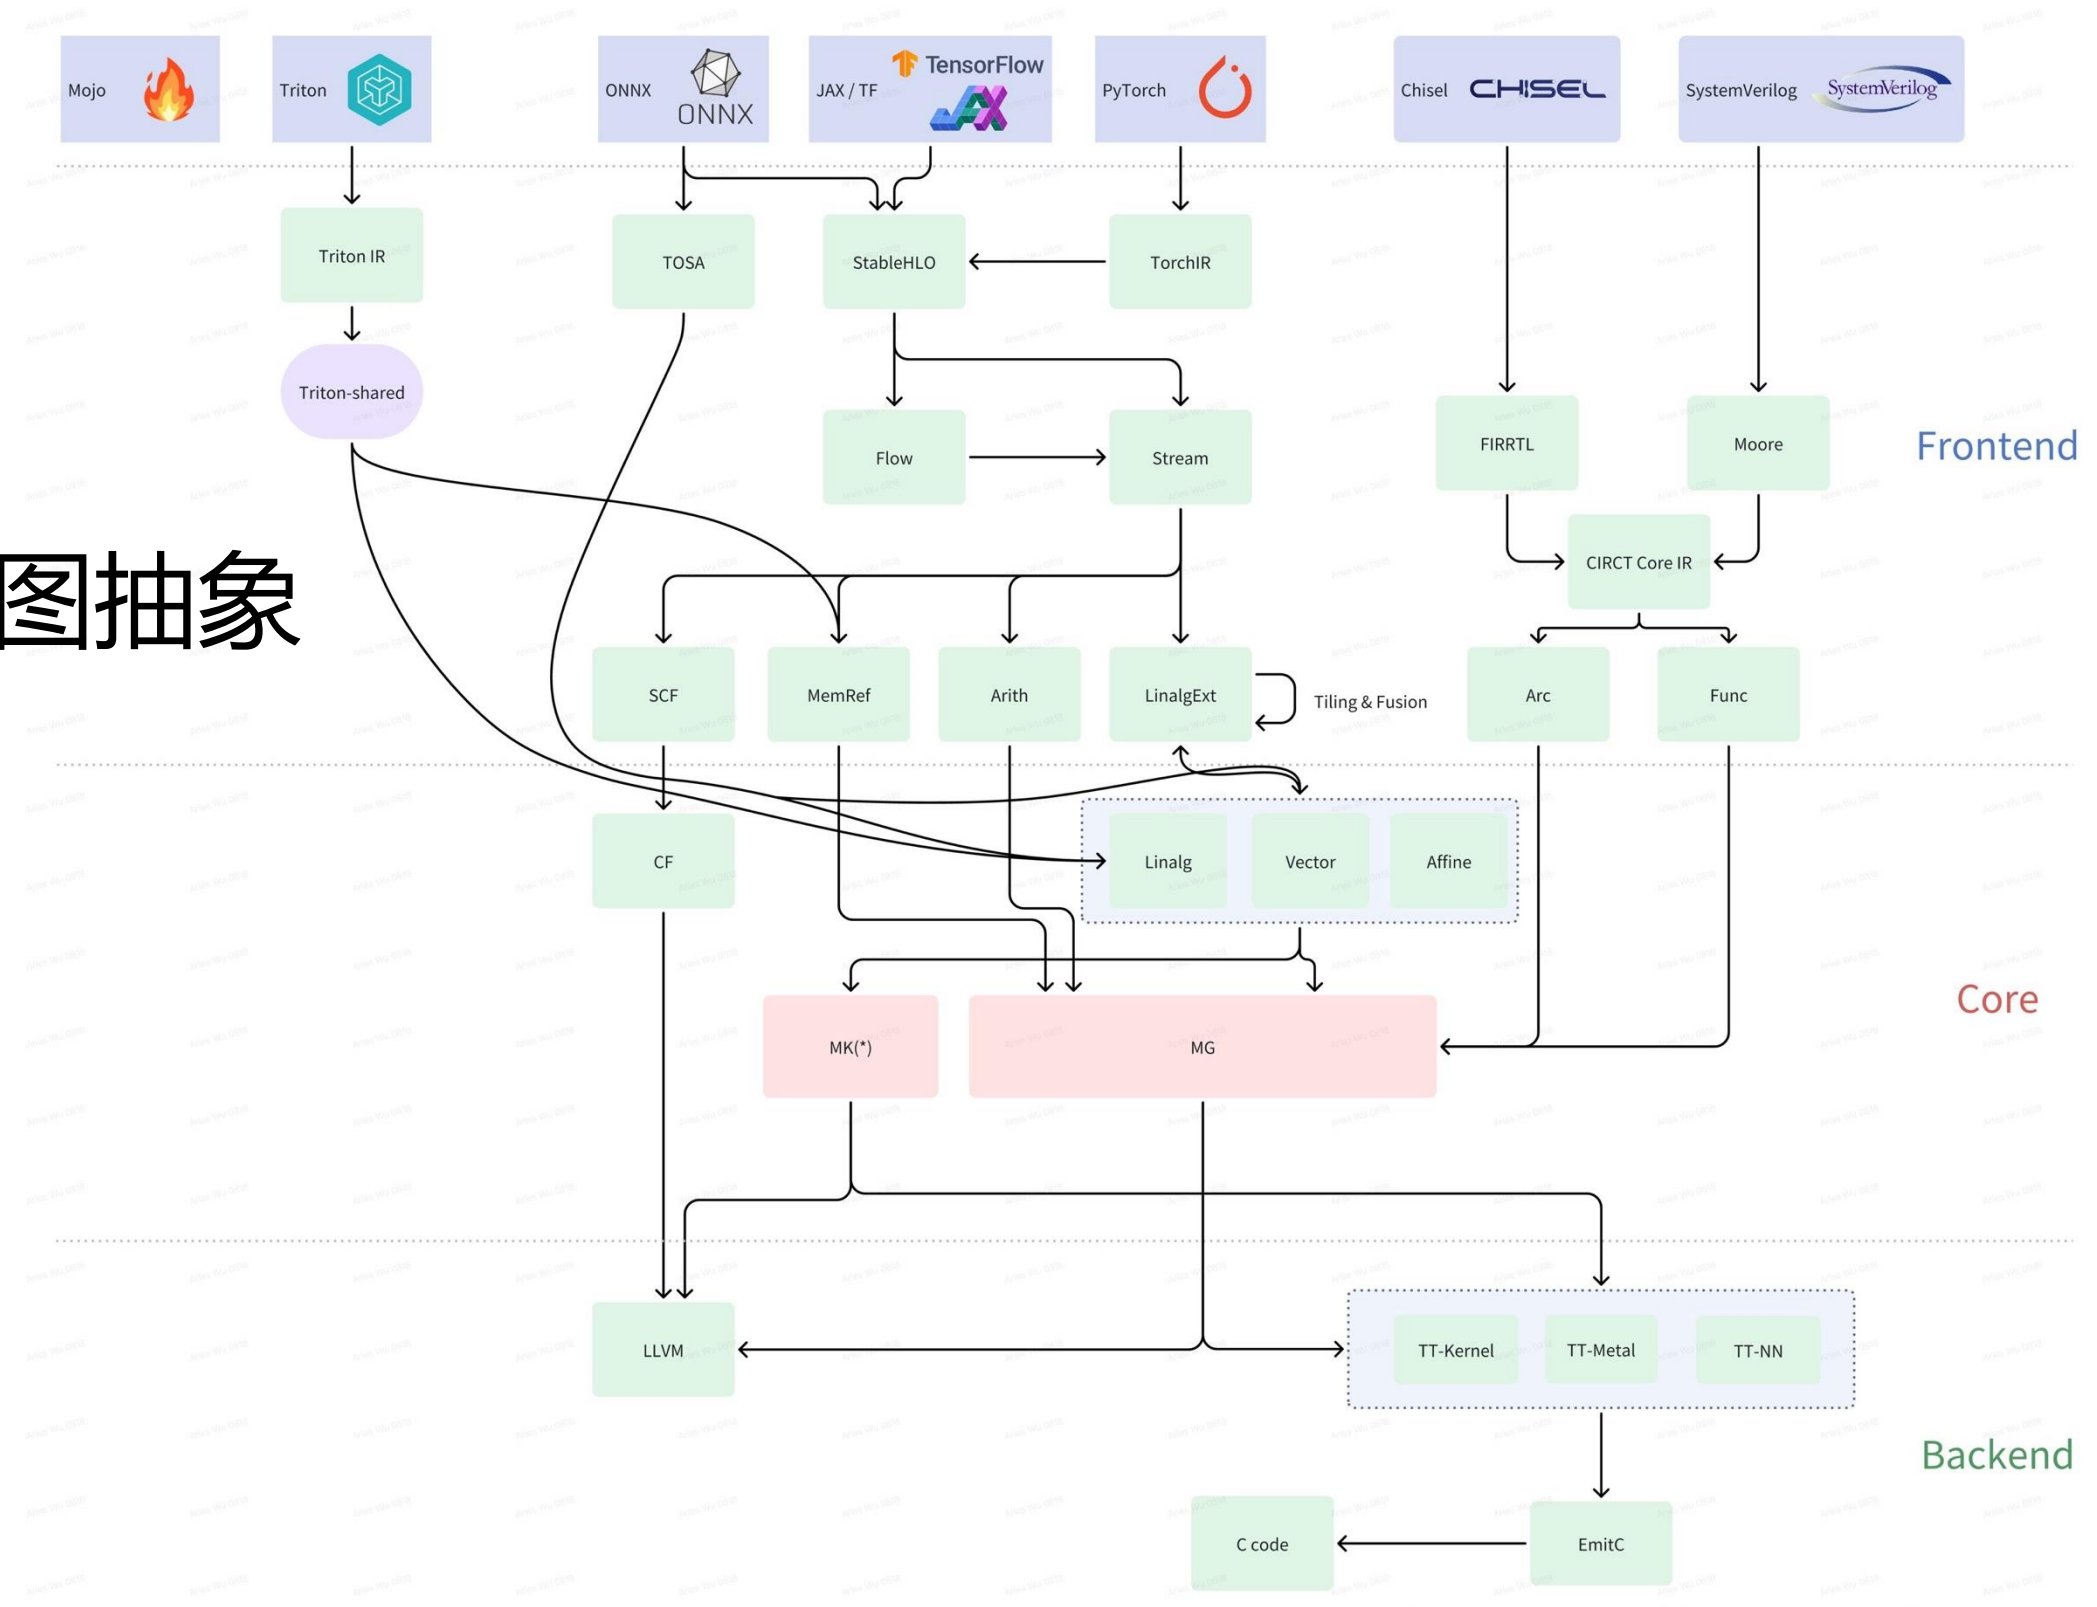 Mojo
Triton
ONNX
ONNX
JAX / TF
TensorFlow
JAX
PyTorch
Chisel
CHISEL
SystemVerilog
SystemVerilog
Triton IR
TOSA
StableHLO
TorchIR
Triton-shared
Flow
Stream
FIRRTL
Moore
Frontend
CIRCT Core IR
图抽象
SCF
MemRef
Arith
LinalgExt
Tiling & Fusion
Arc
Func
CF
Linalg
Vector
Affine
Core
MK(*)
MG
LLVM
TT-Kernel
TT-Metal
TT-NN
Backend
C code
EmitC